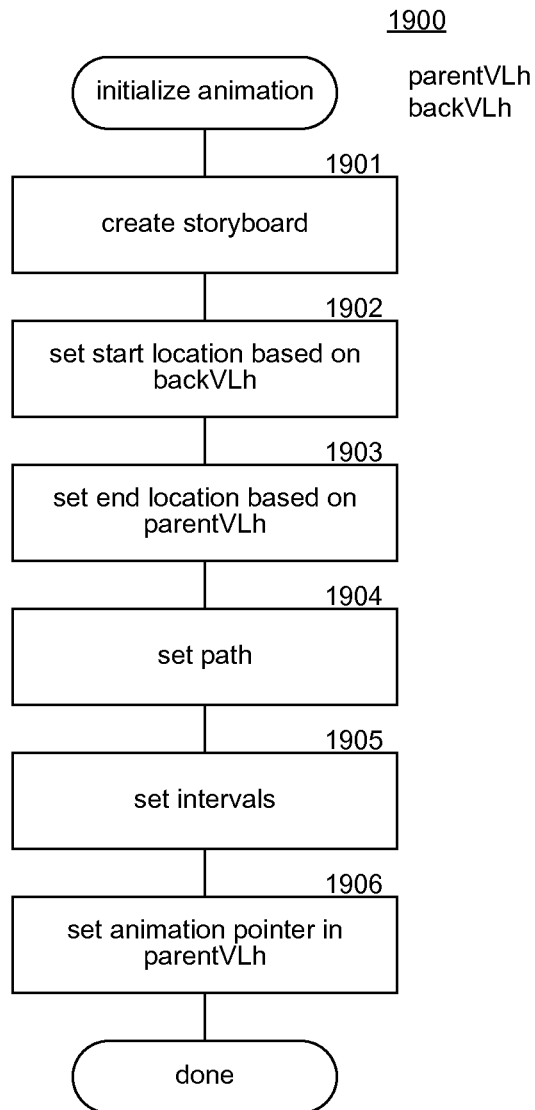 1900
initialize animation
parentVLh
backVLh
1901
create storyboard
1902
set start location based on
backVLh
1903
set end location based on
parentVLh
1904
set path
1905
set intervals
1906
set animation pointer in
parentVLh
done